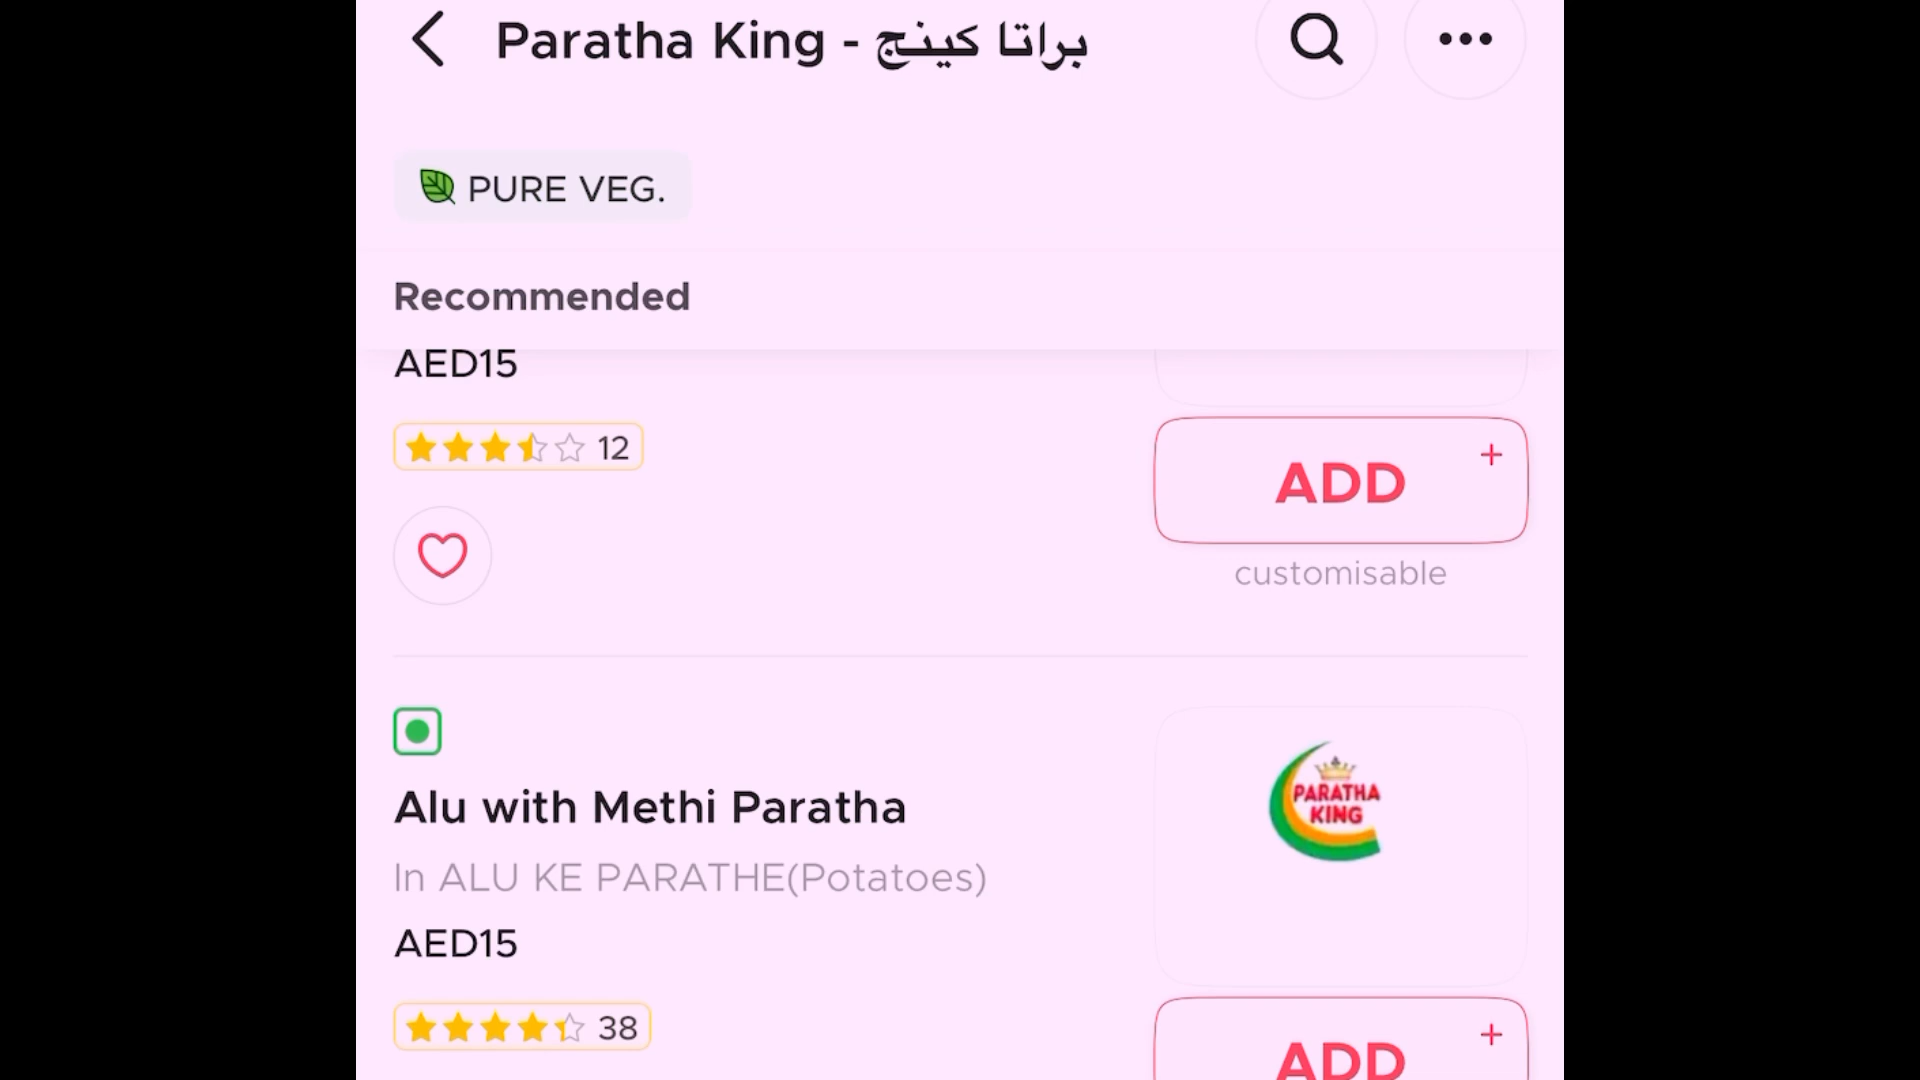 Paratha King - براتا كينج
PURE VEG.
Recommended
AED15
12
ADD
+
customisable
Alu with Methi Paratha
PARATHA
KING
In ALU KE PARATHE(Potatoes)
AED15
38
ADD
+